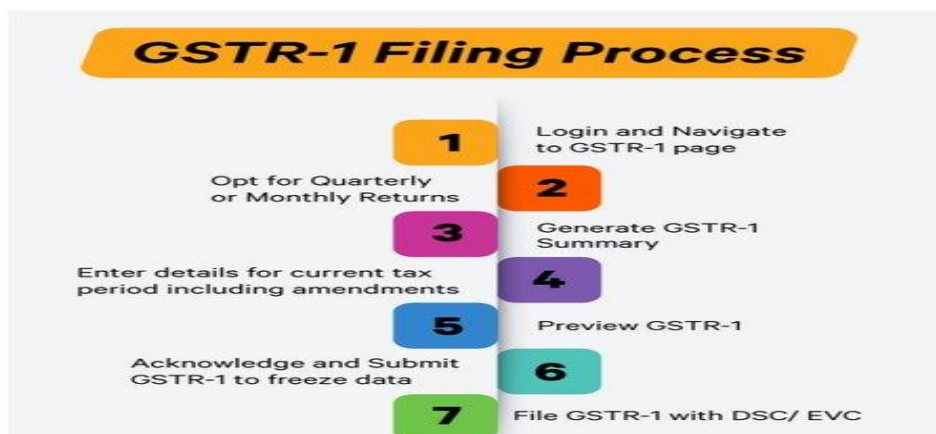 GSTR-1 Filing Process
1
Login and Navigate
to GSTR-1 page
Opt for Quarterly
or Monthly Returns
2
3
Generate GSTR-1
Summary
Enter details for current tax
period including amendments
4
5
Preview GSTR-1
Acknowledge and Submit
GSTR-1 to freeze data
6
7
File GSTR-1 with DSC/ EVC